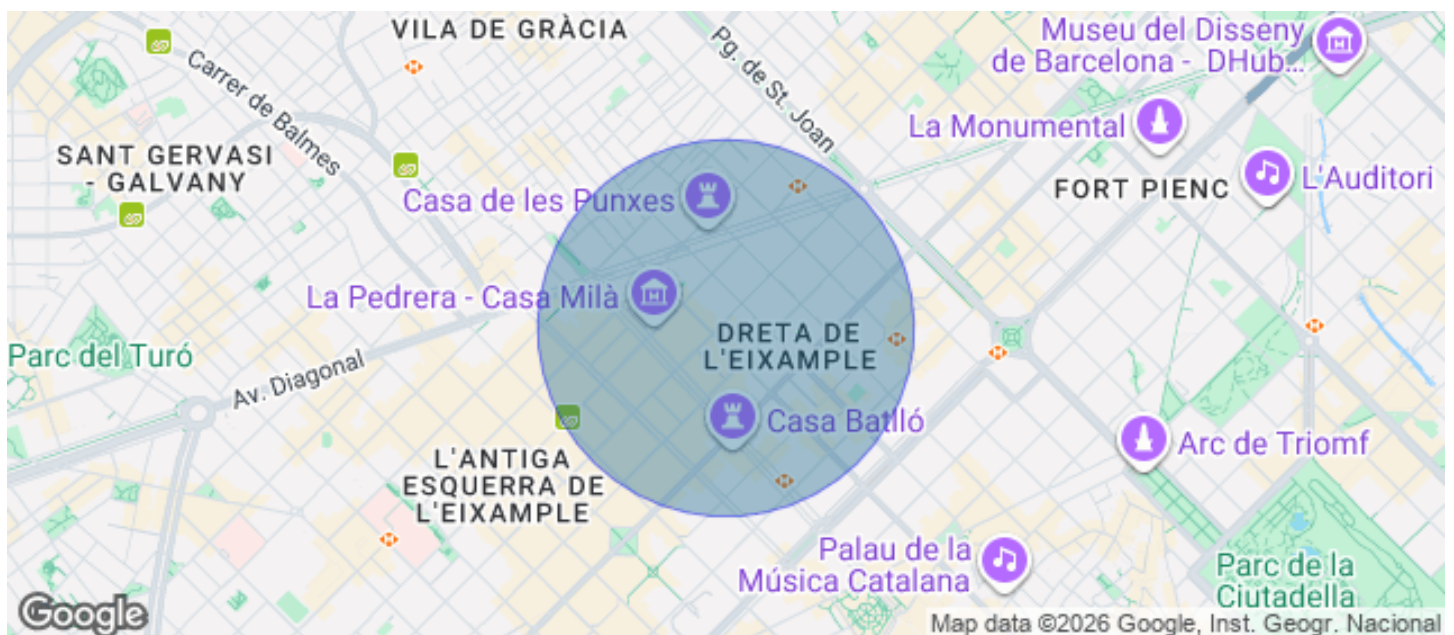 VILA DE GRÀCIA
Carrer de Balmes
Pg. de St. Joan
Museu del Disseny
de Barcelona - DHub...
La Monumental
SANT GERVASI
- GALVANY
Casa de les Punxes
FORT PIENC
L'Auditori
La Pedrera - Casa Milà
DRETA DE
L'EIXAMPLE
Parc del Turó
Av. Diagonal
Casa Batlló
Arc de Triomf
L'ANTIGA
ESQUERRA DE
L'EIXAMPLE
Palau de la
Música Catalana
Parc de la
Ciutadella
Google
Map data ©2026 Google, Inst. Geogr. Nacional